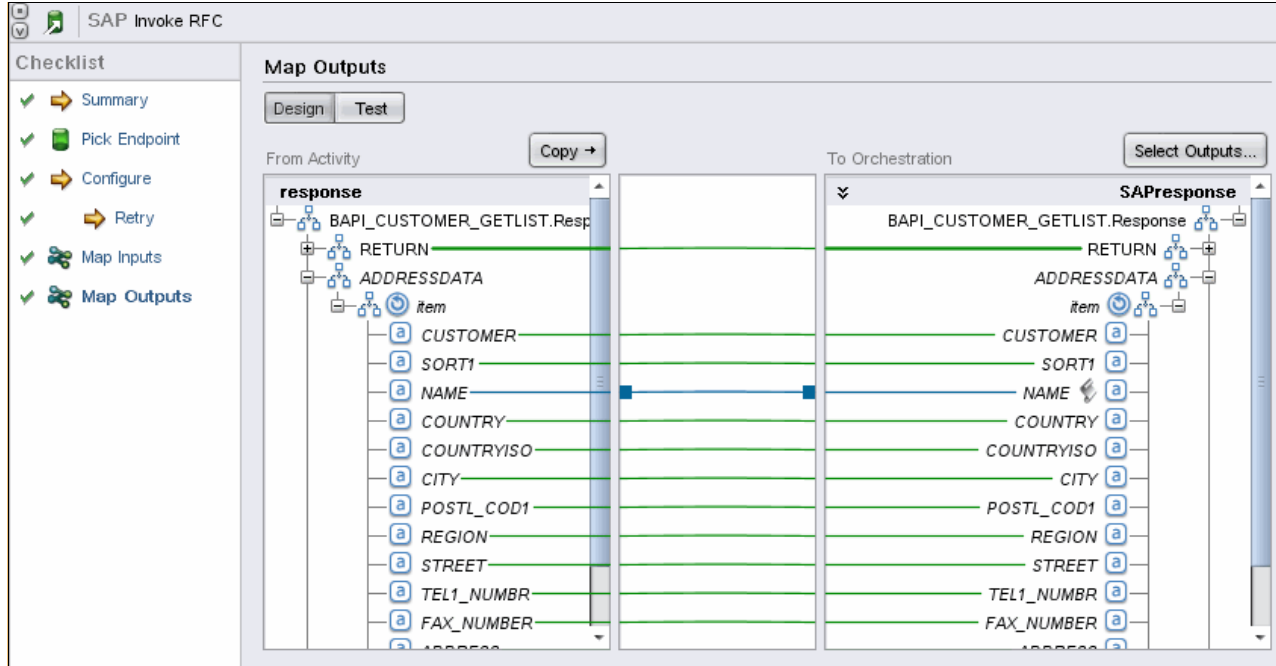 SAP Invoke RFC
Checklist
Summary
Pick Endpoint
Configure
Retry
Map Inputs
Map Outputs
Map Outputs
Design Test
From Activity Copy To Orchestration Select Outputs...
response
BAPI_CUSTOMER_GETLIST.Resp
RETURN
ADDRESSDATA
item
a CUSTOMER
a SORT1
a NAME
a COUNTRY
a COUNTRYISO
a CITY
a POSTL_COD1
a REGION
a STREET
a TEL1_NUMBR
a FAX_NUMBER
a ADDRESS
SAPresponse
BAPI_CUSTOMER_GETLIST.Response
RETURN
ADDRESSDATA
item
CUSTOMER a
SORT1 a
NAME a
COUNTRY a
COUNTRYISO a
CITY a
POSTL_COD1 a
REGION a
STREET a
TEL1_NUMBR a
FAX_NUMBER a
ADDRESS a